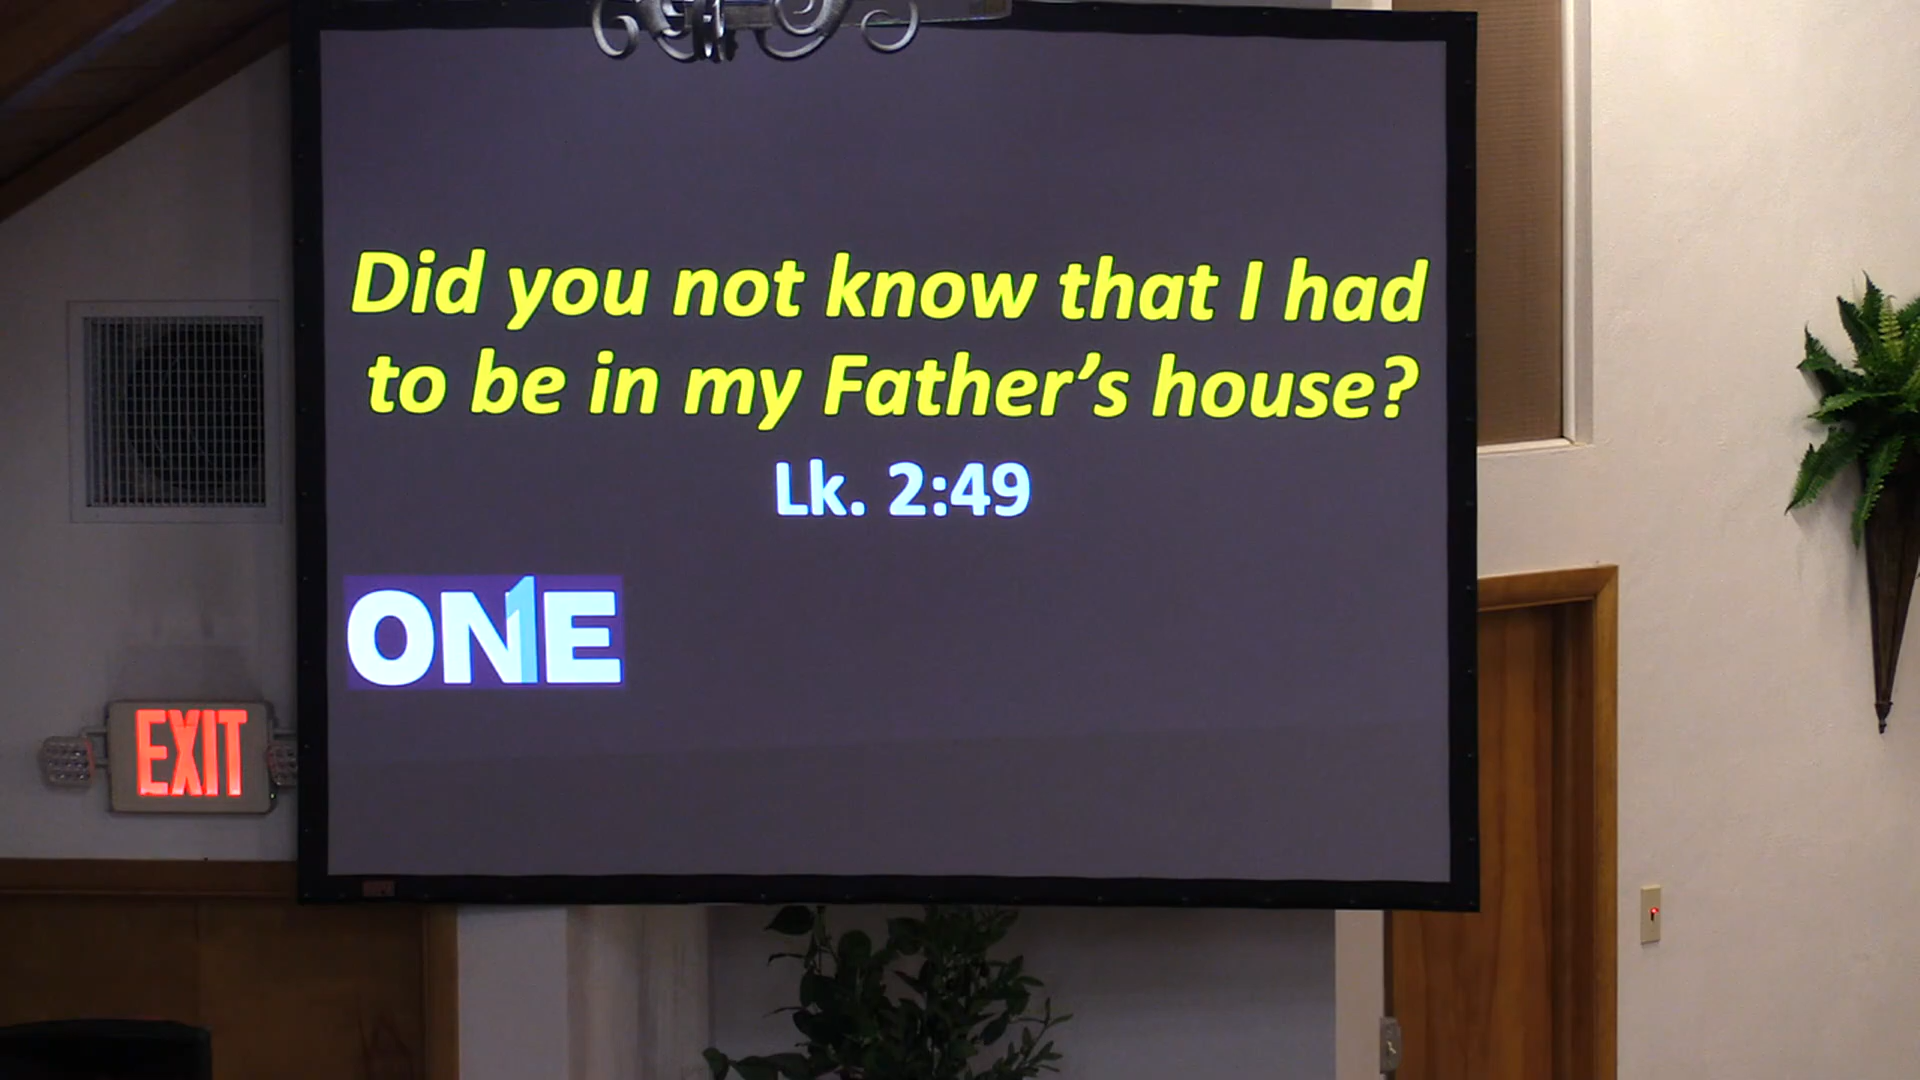 Did you not know that I had
to be in my Father's house?
Lk. 2:49
ONE
EXIT